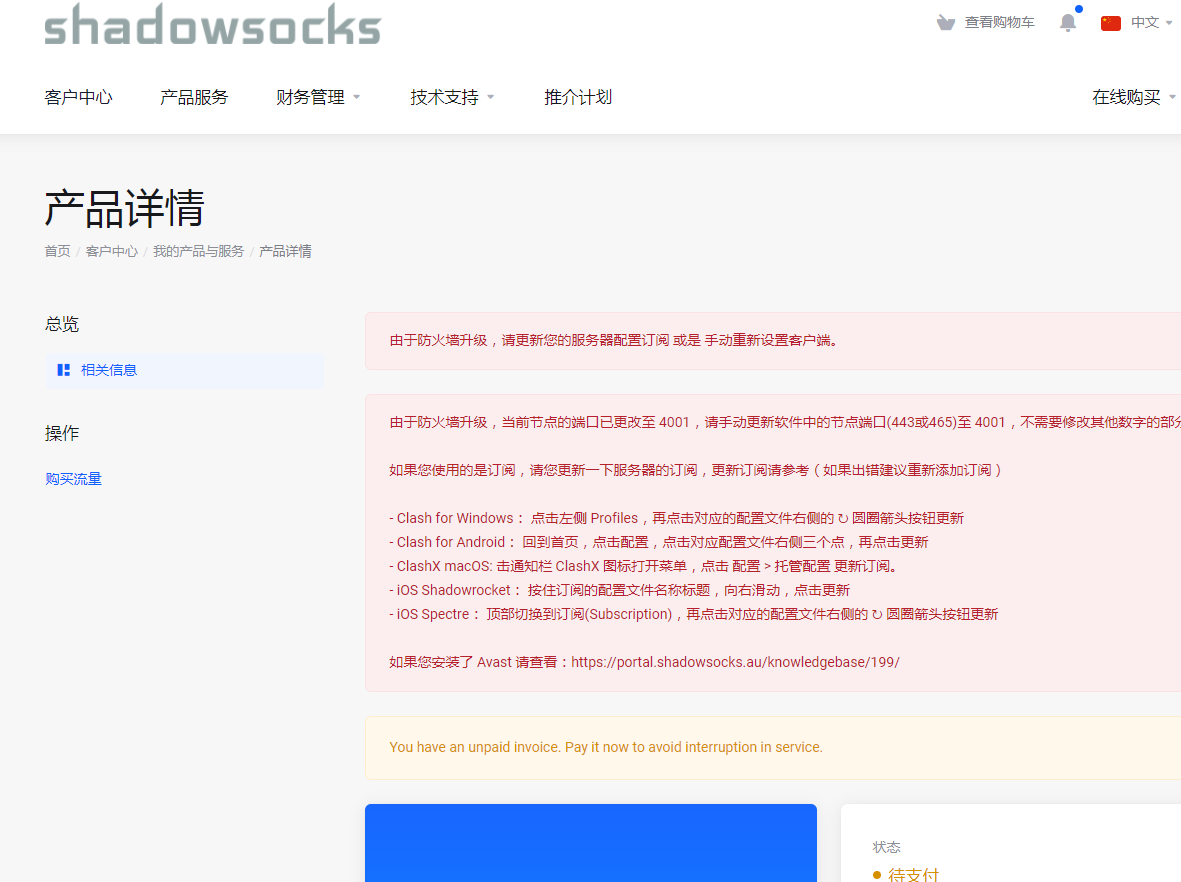 shadowsocks
查看购物车
中文
客户中心 产品服务 财务管理 技术支持 推介计划 在线购买
产品详情
首页 / 客户中心 / 我的产品与服务 / 产品详情
总览
相关信息
操作
购买流量
由于防火墙升级，请更新您的服务器配置订阅 或是 手动重新设置客户端。
由于防火墙升级，当前节点的端口已更改至 4001，请手动更新软件中的节点端口(443或465)至 4001，不需要修改其他数字的部分
如果您使用的是订阅，请您更新一下服务器的订阅，更新订阅请参考（如果出错建议重新添加订阅）
- Clash for Windows： 点击左侧 Profiles，再点击对应的配置文件右侧的 ↻ 圆圈箭头按钮更新
- Clash for Android： 回到首页，点击配置，点击对应配置文件右侧三个点，再点击更新
- ClashX macOS: 击通知栏 ClashX 图标打开菜单，点击 配置 > 托管配置 更新订阅。
- iOS Shadowrocket： 按住订阅的配置文件名称标题，向右滑动，点击更新
- iOS Spectre： 顶部切换到订阅(Subscription)，再点击对应的配置文件右侧的 ↻ 圆圈箭头按钮更新
如果您安装了 Avast 请查看：https://portal.shadowsocks.au/knowledgebase/199/
You have an unpaid invoice. Pay it now to avoid interruption in service.
状态
待支付